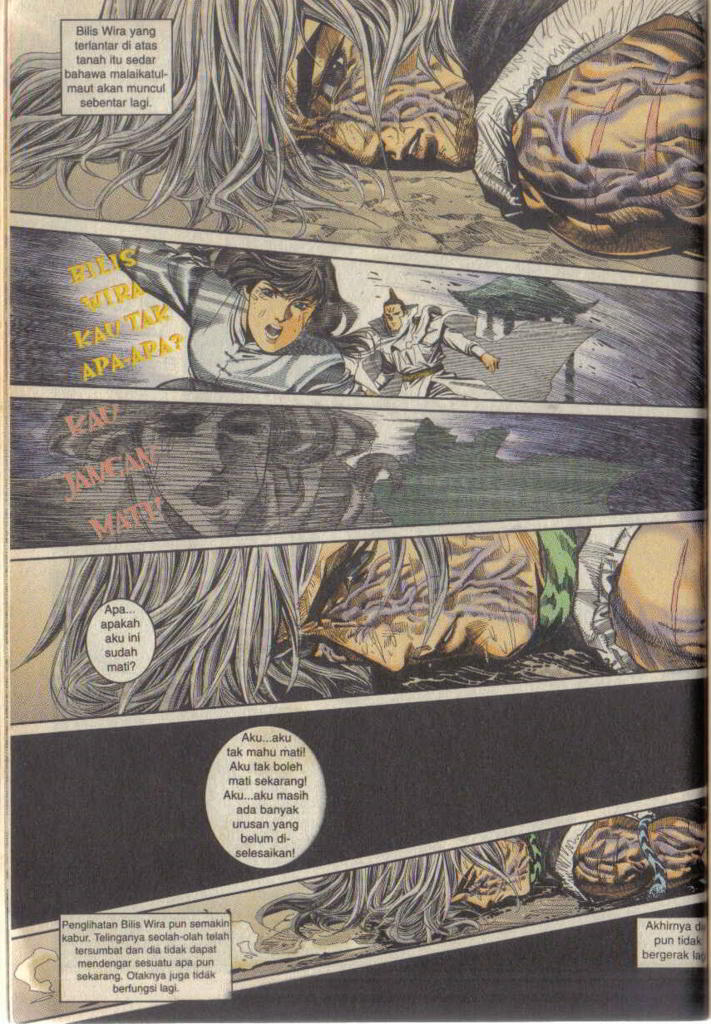 Bilis Wira yang
terlantar di atas
tanah itu sedar
bahawa malaikatul-
maut akan muncul
sebentar lagi.
BILIS
WIRA
KAU TAK
APA-APA?
KAU
JANGAN
MATI!
Apa...
apakah
aku ini
sudah
mati?
Aku...aku
tak mahu mati!
Aku tak boleh
mati sekarang!
Aku...aku masih
ada banyak
urusan yang
belum di-
selesaikan!
Penglihatan Bilis Wira pun semakin
kabur. Telinganya seolah-olah telah
tersumbat dan dia tidak dapat
mendengar sesuatu apa pun
sekarang. Otaknya juga tidak
berfungsi lagi.
Akhirnya
pun tidak
bergerak